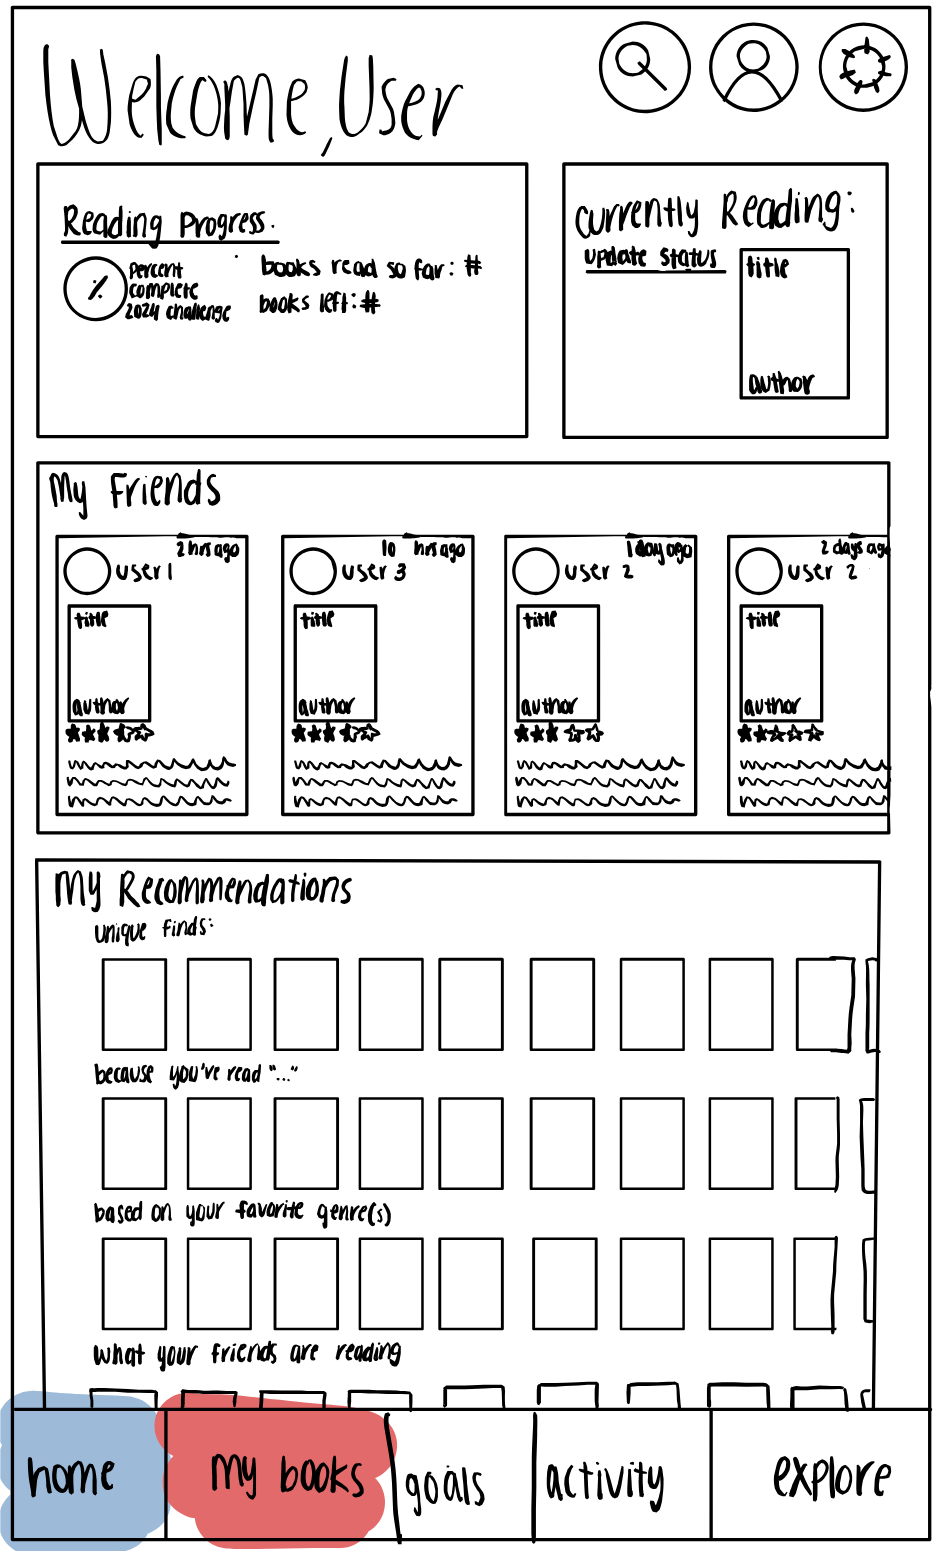 Welcome, User
Reading Progress.
%
percent
complete
2024 challenge
books read so far: #
books left: #
Currently Reading:
update status
title
author
My Friends
2 hrs ago
user 1
title
author
10 hrs ago
user 3
title
author
1 day ago
user 2
title
author
2 days ago
user 2
title
author
My Recommendations
unique finds:
because you've read "..."
based on your favorite genre(s)
what your friends are reading
home
my books
goals
activity
explore